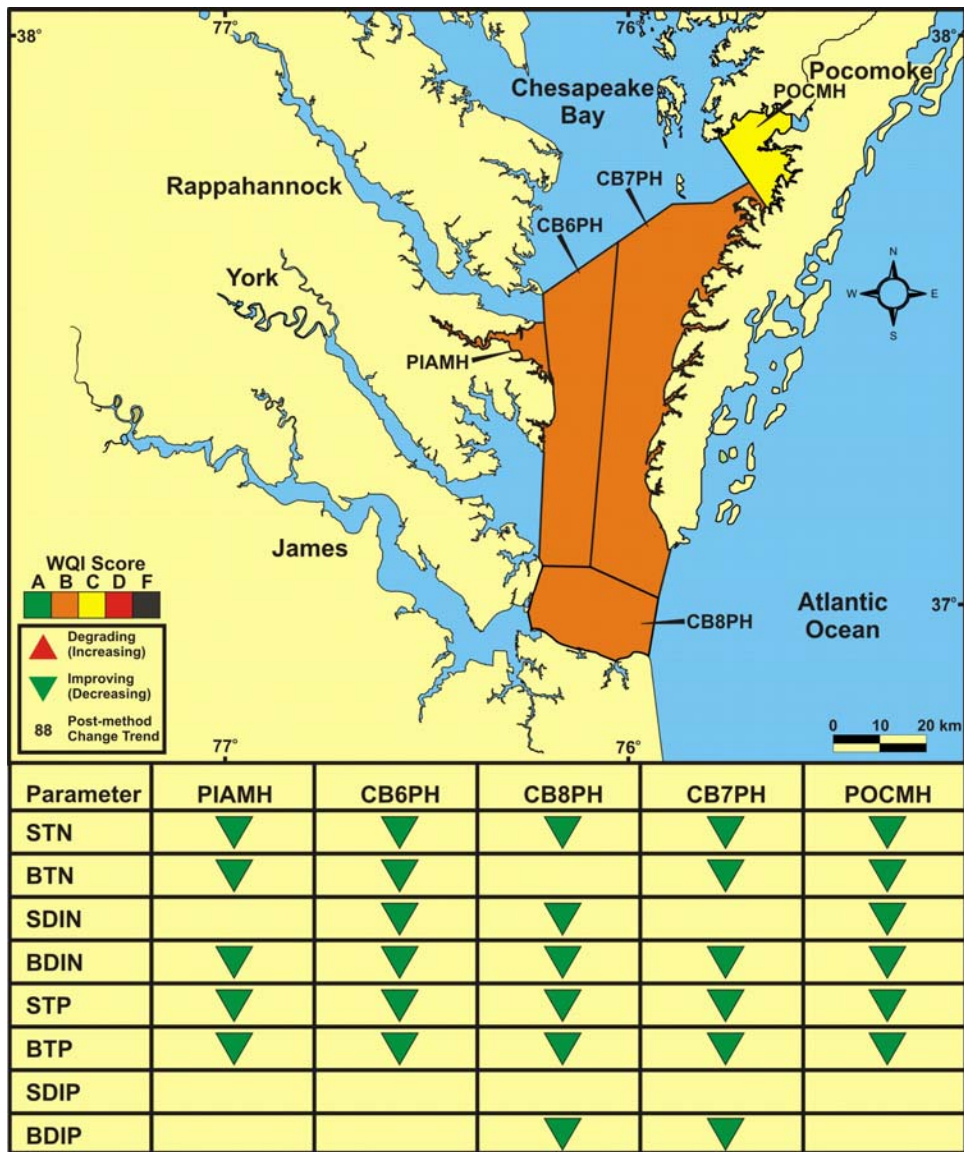 38°
76°
38°
Pocomoke
POCMH
Chesapeake
Bay
Rappahannock
CB7PH
CB6PH
York
N
W E
S
PIAMH
James
WQI Score
A B C D F
Degrading
(Increasing)
Improving
(Decreasing)
88 Post-method
Change Trend
37°
Atlantic
Ocean
CB8PH
0 10 20 km
77°
76°
77°
Parameter PIAMH CB6PH CB8PH CB7PH POCMH
STN
BTN
SDIN
BDIN
STP
BTP
SDIP
BDIP